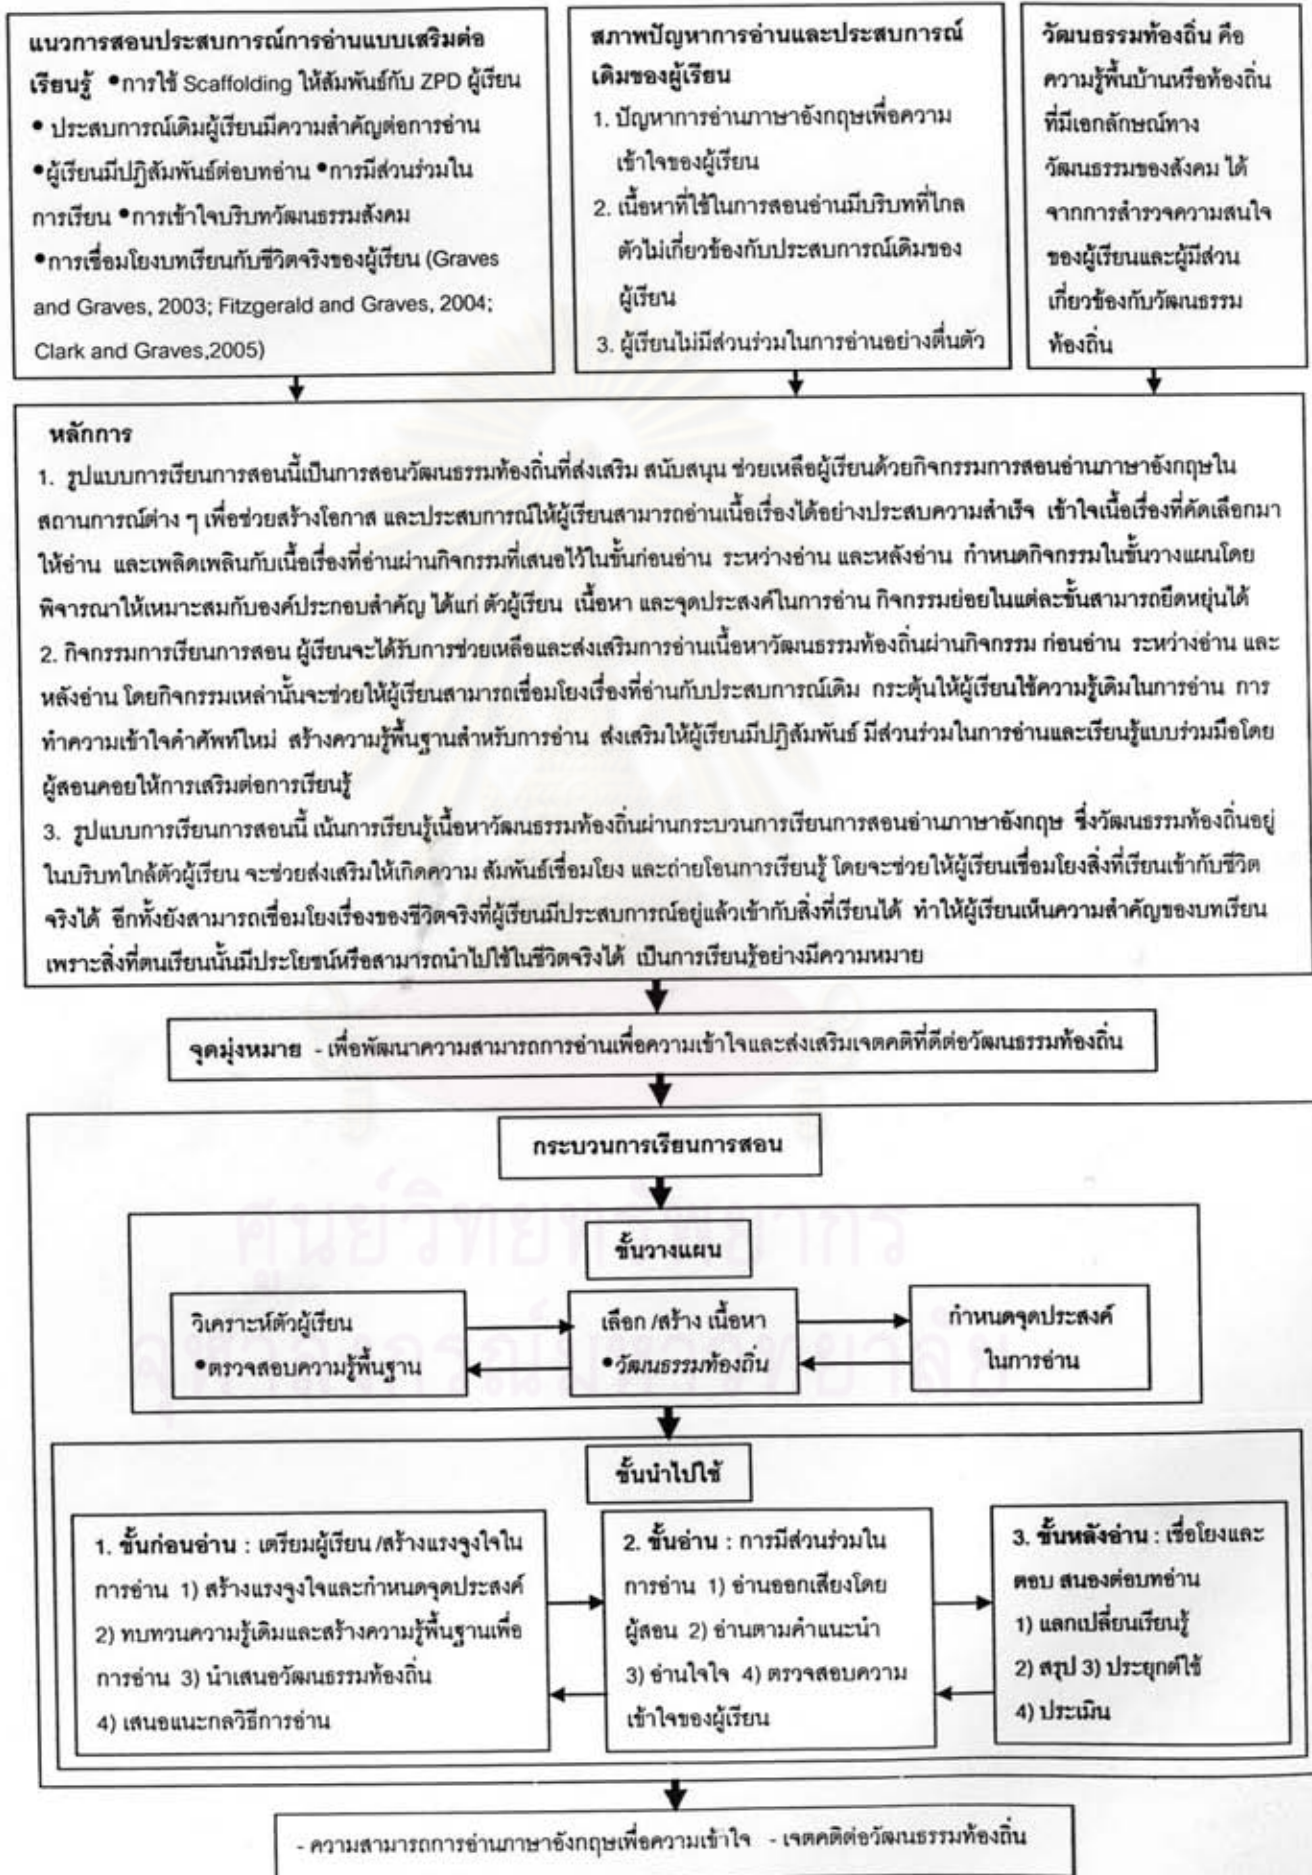 แนวการสอนประสบการณ์การอ่านแบบเสริมต่อ
เรียนรู้ •การใช้ Scaffolding ให้สัมพันธ์กับ ZPD ผู้เรียน
• ประสบการณ์เดิมผู้เรียนมีความสำคัญต่อการอ่าน
•ผู้เรียนมีปฏิสัมพันธ์ต่อบทอ่าน •การมีส่วนร่วมใน
การเรียน •การเข้าใจบริบทวัฒนธรรมสังคม
•การเชื่อมโยงบทเรียนกับชีวิตจริงของผู้เรียน (Graves
and Graves, 2003; Fitzgerald and Graves, 2004;
Clark and Graves,2005)
สภาพปัญหาการอ่านและประสบการณ์
เดิมของผู้เรียน
1. ปัญหาการอ่านภาษาอังกฤษเพื่อความ
เข้าใจของผู้เรียน
2. เนื้อหาที่ใช้ในการสอนอ่านมีบริบทที่ไกล
ตัวไม่เกี่ยวข้องกับประสบการณ์เดิมของ
ผู้เรียน
3. ผู้เรียนไม่มีส่วนร่วมในการอ่านอย่างตื่นตัว
วัฒนธรรมท้องถิ่น คือ
ความรู้พื้นบ้านหรือท้องถิ่น
ที่มีเอกลักษณ์ทาง
วัฒนธรรมของสังคม ได้
จากการสำรวจความสนใจ
ของผู้เรียนและผู้มีส่วน
เกี่ยวข้องกับวัฒนธรรม
ท้องถิ่น
หลักการ
1. รูปแบบการเรียนการสอนนี้เป็นการสอนวัฒนธรรมท้องถิ่นที่ส่งเสริม สนับสนุน ช่วยเหลือผู้เรียนด้วยกิจกรรมการสอนอ่านภาษาอังกฤษใน
สถานการณ์ต่าง ๆ เพื่อช่วยสร้างโอกาส และประสบการณ์ให้ผู้เรียนสามารถอ่านเนื้อเรื่องได้อย่างประสบความสำเร็จ เข้าใจเนื้อเรื่องที่คัดเลือกมา
ให้อ่าน และเพลิดเพลินกับเนื้อเรื่องที่อ่านผ่านกิจกรรมที่เสนอไว้ในขั้นก่อนอ่าน ระหว่างอ่าน และหลังอ่าน กำหนดกิจกรรมในขั้นวางแผนโดย
พิจารณาให้เหมาะสมกับองค์ประกอบสำคัญ ได้แก่ ตัวผู้เรียน เนื้อหา และจุดประสงค์ในการอ่าน กิจกรรมย่อยในแต่ละขั้นสามารถยืดหยุ่นได้
2. กิจกรรมการเรียนการสอน ผู้เรียนจะได้รับการช่วยเหลือและส่งเสริมการอ่านเนื้อหาวัฒนธรรมท้องถิ่นผ่านกิจกรรม ก่อนอ่าน ระหว่างอ่าน และ
หลังอ่าน โดยกิจกรรมเหล่านั้นจะช่วยให้ผู้เรียนสามารถเชื่อมโยงเรื่องที่อ่านกับประสบการณ์เดิม กระตุ้นให้ผู้เรียนใช้ความรู้เดิมในการอ่าน การ
ทำความเข้าใจคำศัพท์ใหม่ สร้างความรู้พื้นฐานสำหรับการอ่าน ส่งเสริมให้ผู้เรียนมีปฏิสัมพันธ์ มีส่วนร่วมในการอ่านและเรียนรู้แบบร่วมมือโดย
ผู้สอนคอยให้การเสริมต่อการเรียนรู้
3. รูปแบบการเรียนการสอนนี้ เน้นการเรียนรู้เนื้อหาวัฒนธรรมท้องถิ่นผ่านกระบวนการเรียนการสอนอ่านภาษาอังกฤษ ซึ่งวัฒนธรรมท้องถิ่นอยู่
ในบริบทใกล้ตัวผู้เรียน จะช่วยส่งเสริมให้เกิดความ สัมพันธ์เชื่อมโยง และถ่ายโอนการเรียนรู้ โดยจะช่วยให้ผู้เรียนเชื่อมโยงสิ่งที่เรียนเข้ากับชีวิต
จริงได้ อีกทั้งยังสามารถเชื่อมโยงเรื่องของชีวิตจริงที่ผู้เรียนมีประสบการณ์อยู่แล้วเข้ากับสิ่งที่เรียนได้ ทำให้ผู้เรียนเห็นความสำคัญของบทเรียน
เพราะสิ่งที่ตนเรียนนั้นมีประโยชน์หรือสามารถนำไปใช้ในชีวิตจริงได้ เป็นการเรียนรู้อย่างมีความหมาย
จุดมุ่งหมาย - เพื่อพัฒนาความสามารถการอ่านเพื่อความเข้าใจและส่งเสริมเจตคติที่ดีต่อวัฒนธรรมท้องถิ่น
กระบวนการเรียนการสอน
ศูนย์วิทยทรัพยากร
จุฬาลงกรณ์มหาวิทยาลัย
ขั้นวางแผน
วิเคราะห์ตัวผู้เรียน
•ตรวจสอบความรู้พื้นฐาน
เลือก /สร้าง เนื้อหา
•วัฒนธรรมท้องถิ่น
กำหนดจุดประสงค์
ในการอ่าน
ขั้นนำไปใช้
1. ขั้นก่อนอ่าน : เตรียมผู้เรียน /สร้างแรงจูงใจใน
การอ่าน 1) สร้างแรงจูงใจและกำหนดจุดประสงค์
2) ทบทวนความรู้เดิมและสร้างความรู้พื้นฐานเพื่อ
การอ่าน 3) นำเสนอวัฒนธรรมท้องถิ่น
4) เสนอแนะกลวิธีการอ่าน
2. ขั้นอ่าน : การมีส่วนร่วมใน
การอ่าน 1) อ่านออกเสียงโดย
ผู้สอน 2) อ่านตามคำแนะนำ
3) อ่านในใจ 4) ตรวจสอบความ
เข้าใจของผู้เรียน
3. ขั้นหลังอ่าน : เชื่อโยงและ
ตอบ สนองต่อบทอ่าน
1) แลกเปลี่ยนเรียนรู้
2) สรุป 3) ประยุกต์ใช้
4) ประเมิน
- ความสามารถการอ่านภาษาอังกฤษเพื่อความเข้าใจ - เจตคติต่อวัฒนธรรมท้องถิ่น